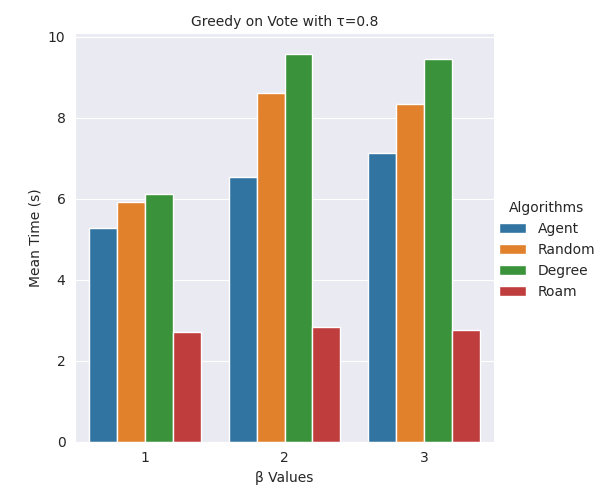 Greedy on Vote with τ=0.8
10
8
6
4
2
0
Mean Time (s)
1 2 3
β Values
Algorithms
Agent
Random
Degree
Roam